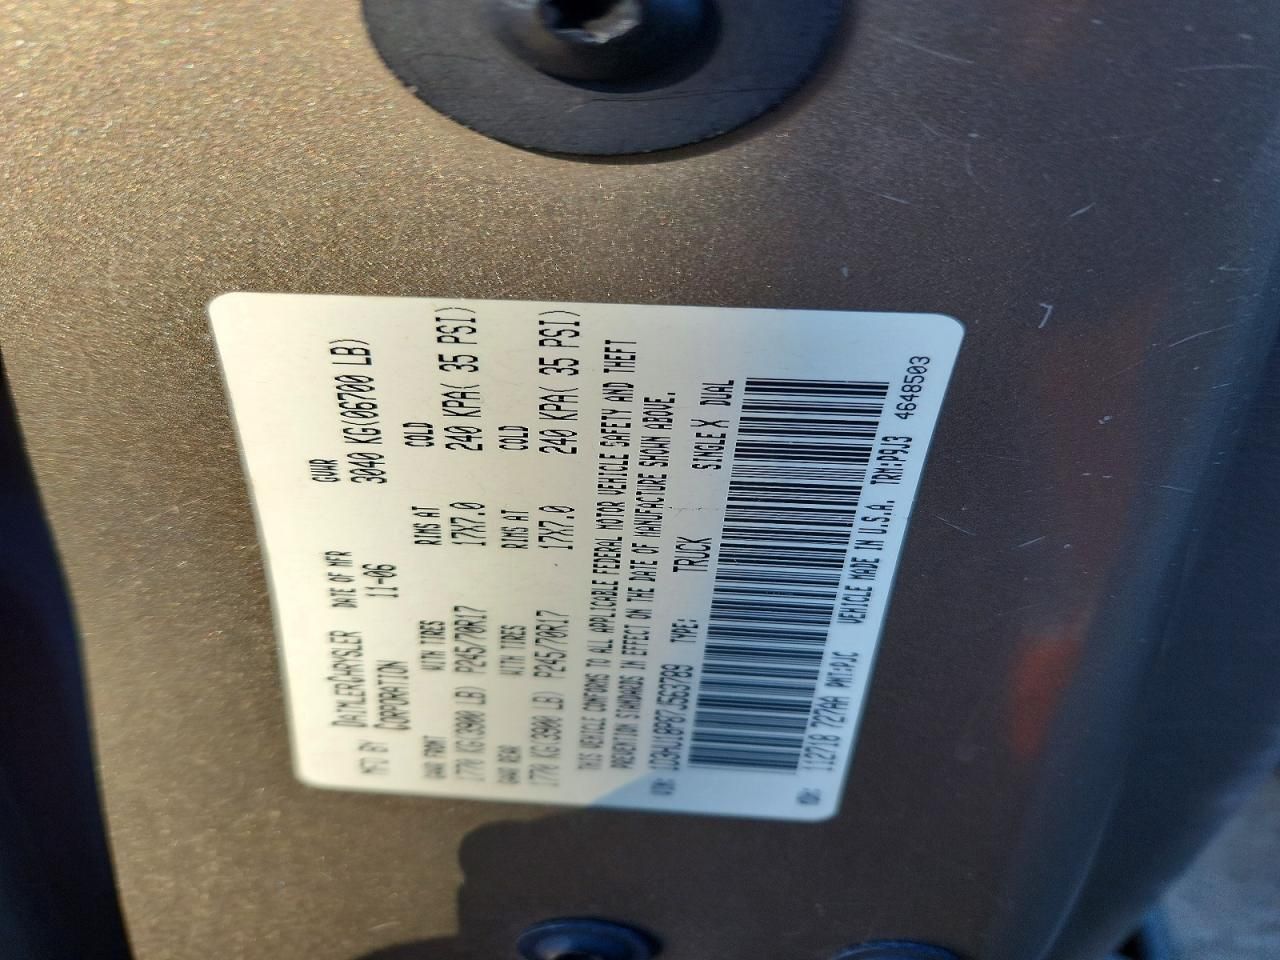 MFD BY DAIMLERCHRYSLER DATE OF MFR GVWR
CORPORATION 11-06 3040 KG(06700 LB)
GAWR FRONT WITH TIRES RIMS AT COLD
1770 KG(3900 LB) P245/70R17 17X7.0 240 KPA( 35 PSI)
GAWR REAR WITH TIRES RIMS AT COLD
1770 KG(3900 LB) P245/70R17 17X7.0 240 KPA( 35 PSI)
THIS VEHICLE CONFORMS TO ALL APPLICABLE FEDERAL MOTOR VEHICLE SAFETY AND THEFT
PREVENTION STANDARDS IN EFFECT ON THE DATE OF MANUFACTURE SHOWN ABOVE.
VIN: TYPE: TRUCK SINGLE X DUAL
MDH: 112718 727AA PNT:PJC VEHICLE MADE IN U.S.A. TRM:P9J3 4648503